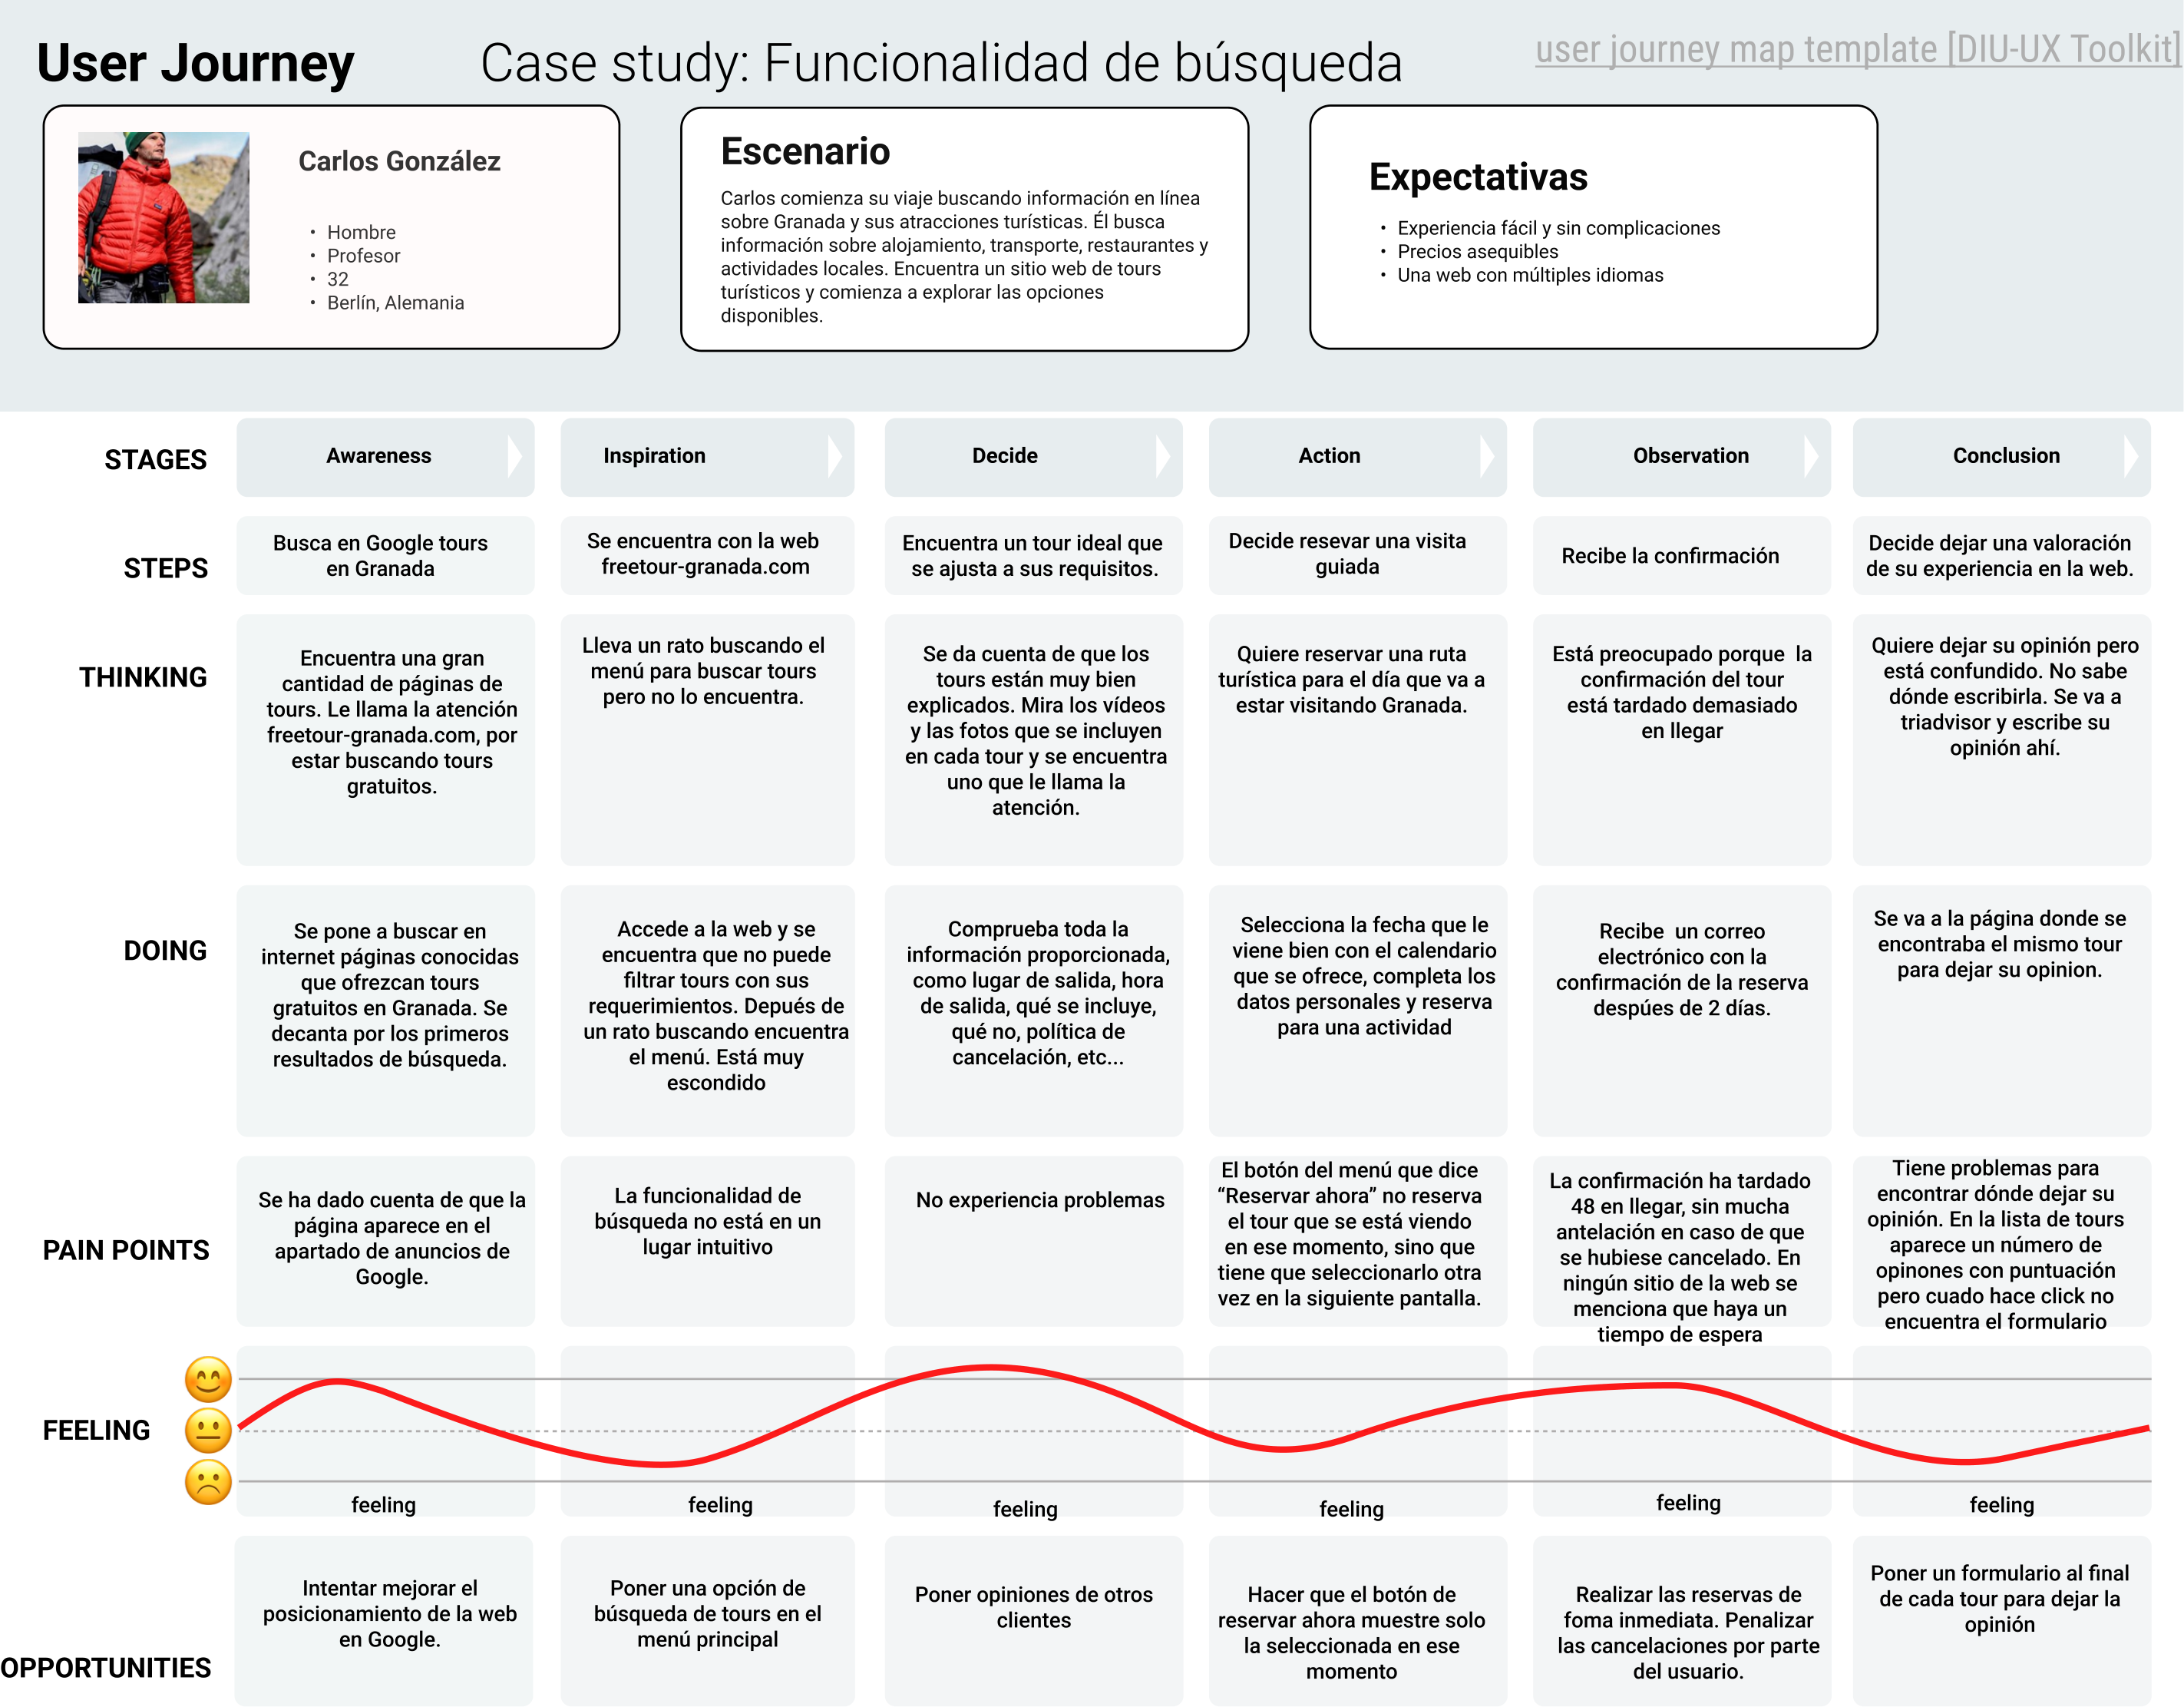 User Journey
Case study: Funcionalidad de búsqueda
user journey map template [DIU-UX Toolkit]
Carlos González
• Hombre
• Profesor
• 32
• Berlín, Alemania
Escenario
Carlos comienza su viaje buscando información en línea
sobre Granada y sus atracciones turísticas. Él busca
información sobre alojamiento, transporte, restaurantes y
actividades locales. Encuentra un sitio web de tours
turísticos y comienza a explorar las opciones
disponibles.
Expectativas
• Experiencia fácil y sin complicaciones
• Precios asequibles
• Una web con múltiples idiomas
STAGES
Awareness
Inspiration
Decide
Action
Observation
Conclusion
STEPS
Busca en Google tours
en Granada
Se encuentra con la web
freetour-granada.com
Encuentra un tour ideal que
se ajusta a sus requisitos.
Decide resevar una visita
guiada
Recibe la confirmación
Decide dejar una valoración
de su experiencia en la web.
THINKING
Encuentra una gran
cantidad de páginas de
tours. Le llama la atención
freetour-granada.com, por
estar buscando tours
gratuitos.
Lleva un rato buscando el
menú para buscar tours
pero no lo encuentra.
Se da cuenta de que los
tours están muy bien
explicados. Mira los vídeos
y las fotos que se incluyen
en cada tour y se encuentra
uno que le llama la
atención.
Quiere reservar una ruta
turística para el día que va a
estar visitando Granada.
Está preocupado porque  la
confirmación del tour
está tardado demasiado
en llegar
Quiere dejar su opinión pero
está confundido. No sabe
dónde escribirla. Se va a
triadvisor y escribe su
opinión ahí.
DOING
Se pone a buscar en
internet páginas conocidas
que ofrezcan tours
gratuitos en Granada. Se
decanta por los primeros
resultados de búsqueda.
Accede a la web y se
encuentra que no puede
filtrar tours con sus
requerimientos. Depués de
un rato buscando encuentra
el menú. Está muy
escondido
Comprueba toda la
información proporcionada,
como lugar de salida, hora
de salida, qué se incluye,
qué no, política de
cancelación, etc...
Selecciona la fecha que le
viene bien con el calendario
que se ofrece, completa los
datos personales y reserva
para una actividad
Recibe  un correo
electrónico con la
confirmación de la reserva
despúes de 2 días.
Se va a la página donde se
encontraba el mismo tour
para dejar su opinion.
PAIN POINTS
Se ha dado cuenta de que la
página aparece en el
apartado de anuncios de
Google.
La funcionalidad de
búsqueda no está en un
lugar intuitivo
No experiencia problemas
El botón del menú que dice
“Reservar ahora” no reserva
el tour que se está viendo
en ese momento, sino que
tiene que seleccionarlo otra
vez en la siguiente pantalla.
La confirmación ha tardado
48 en llegar, sin mucha
antelación en caso de que
se hubiese cancelado. En
ningún sitio de la web se
menciona que haya un
tiempo de espera
Tiene problemas para
encontrar dónde dejar su
opinión. En la lista de tours
aparece un número de
opinones con puntuación
pero cuado hace click no
encuentra el formulario
FEELING
feeling
feeling
feeling
feeling
feeling
feeling
OPPORTUNITIES
Intentar mejorar el
posicionamiento de la web
en Google.
Poner una opción de
búsqueda de tours en el
menú principal
Poner opiniones de otros
clientes
Hacer que el botón de
reservar ahora muestre solo
la seleccionada en ese
momento
Realizar las reservas de
foma inmediata. Penalizar
las cancelaciones por parte
del usuario.
Poner un formulario al final
de cada tour para dejar la
opinión